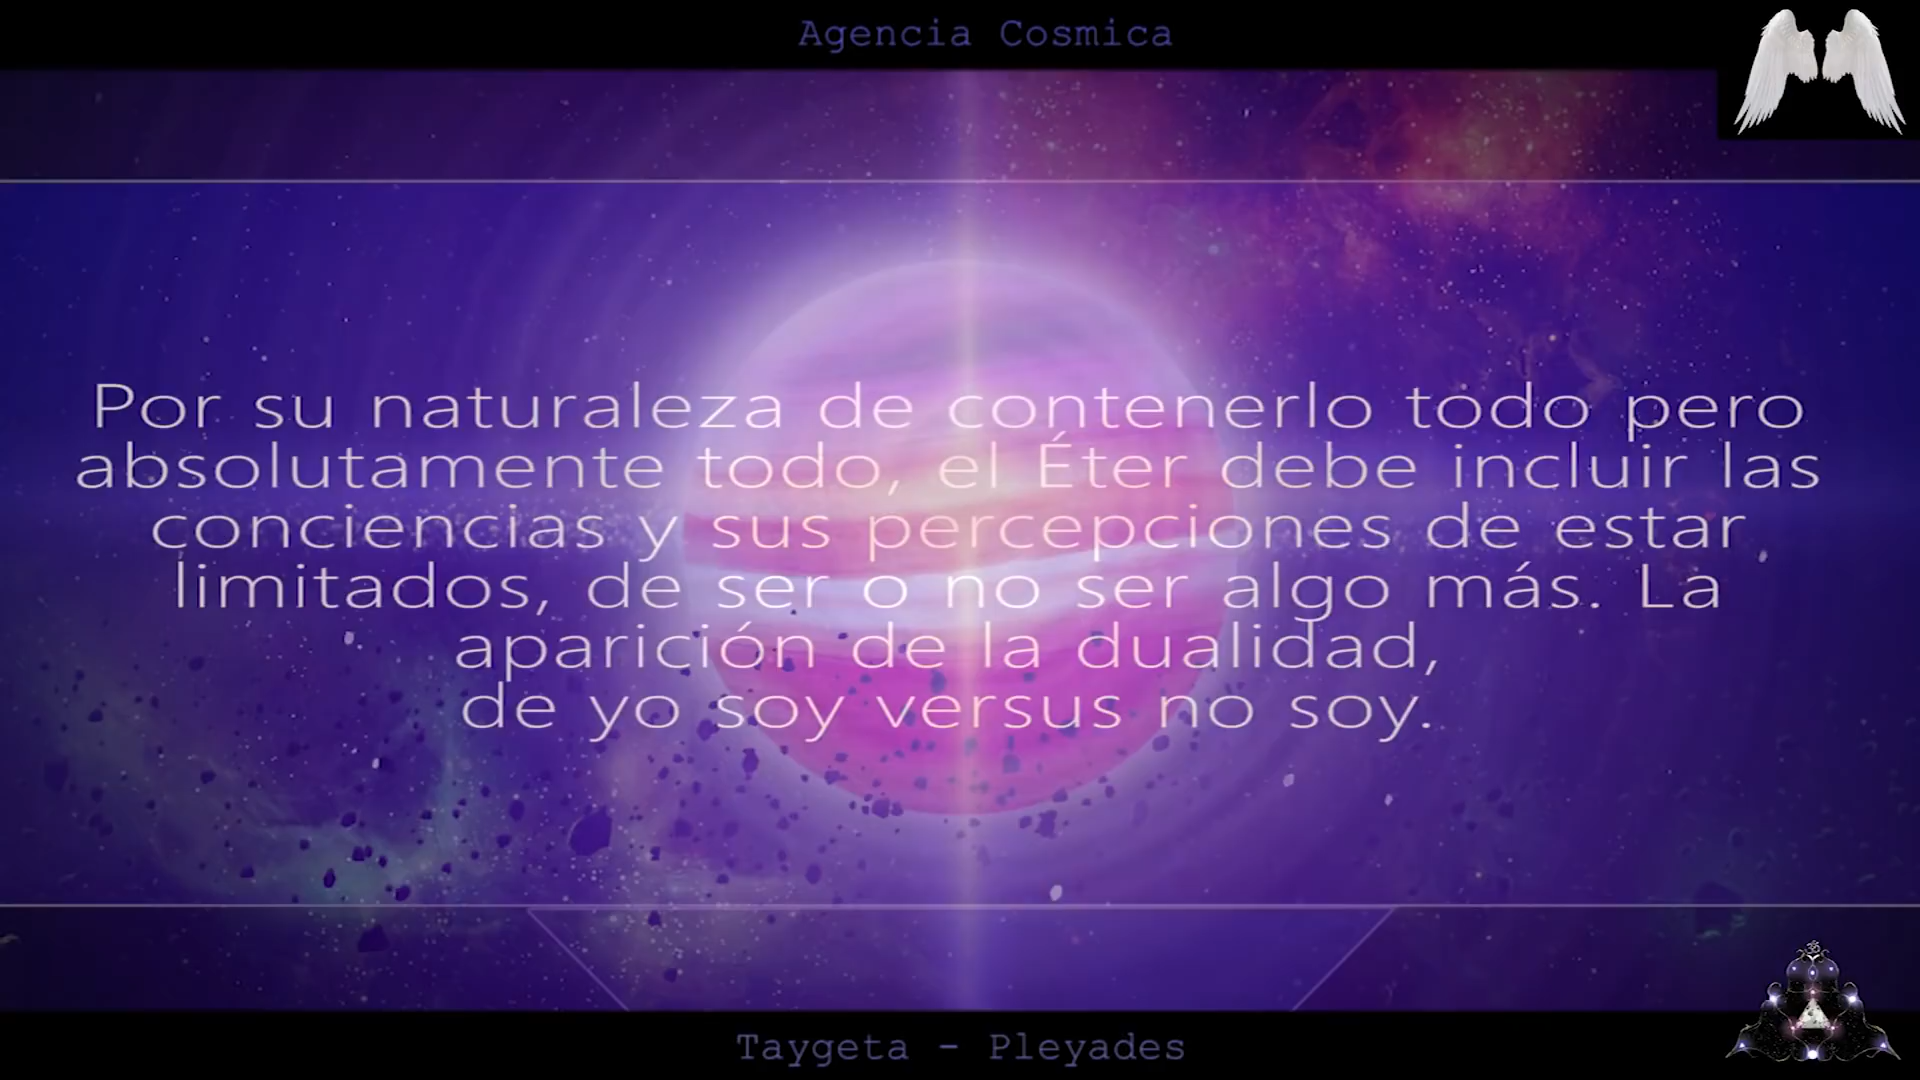 Agencia Cosmica
Por su naturaleza de contenerlo todo pero
absolutamente todo, el Éter debe incluir las
conciencias y sus percepciones de estar
limitados, de ser o no ser algo más. La
aparición de la dualidad,
de yo soy versus no soy.
Taygeta - Pleyades